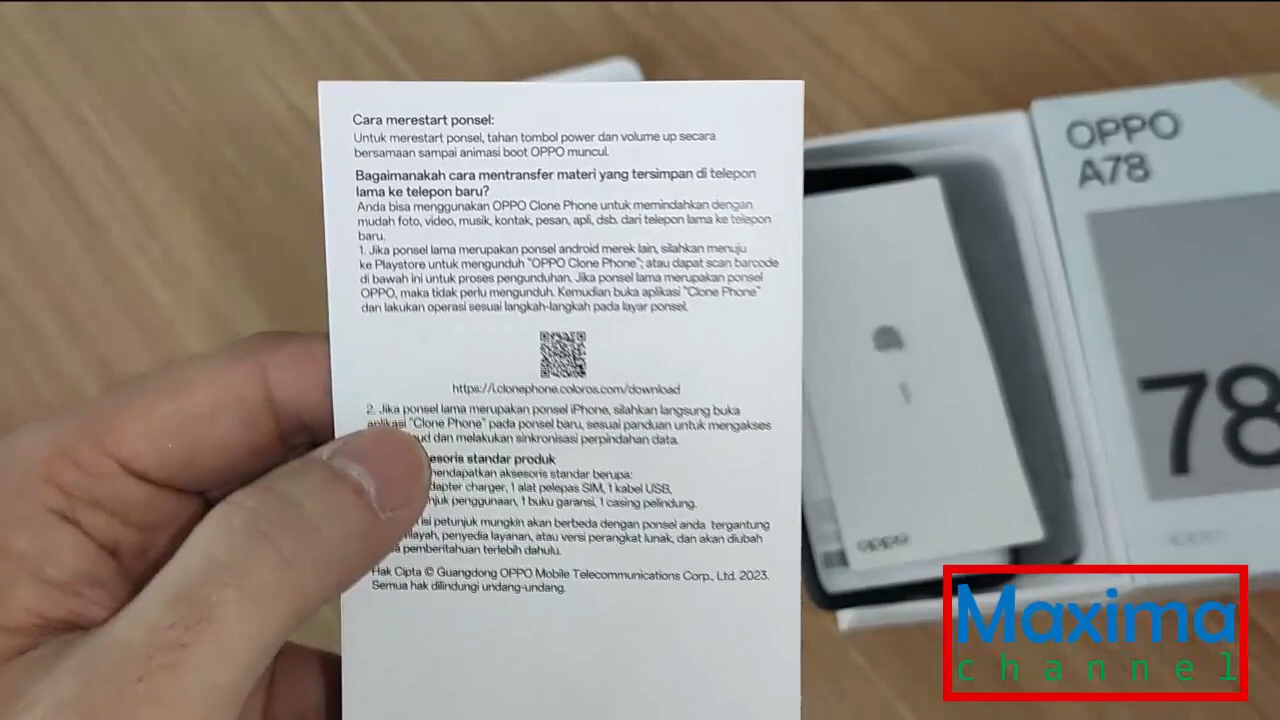 Cara merestart ponsel:
Untuk merestart ponsel, tahan tombol power dan volume up secara
bersamaan sampai animasi boot OPPO muncul.
Bagaimanakah cara mentransfer materi yang tersimpan di telepon
lama ke telepon baru?
Anda bisa menggunakan OPPO Clone Phone untuk memindahkan dengan
mudah foto, video, musik, kontak, pesan, apli, dsb. dari telepon lama ke telepon
baru.
1. Jika ponsel lama merupakan ponsel android merek lain, silahkan menuju
ke Playstore untuk mengunduh "OPPO Clone Phone"; atau dapat scan barcode
di bawah ini untuk proses pengunduhan. Jika ponsel lama merupakan ponsel
OPPO, maka tidak perlu mengunduh. Kemudian buka aplikasi "Clone Phone"
dan lakukan operasi sesuai langkah-langkah pada layar ponsel.
https://i.clonephone.coloros.com/download
2. Jika ponsel lama merupakan ponsel iPhone, silahkan langsung buka
aplikasi "Clone Phone" pada ponsel baru, sesuai panduan untuk mengakses
dan melakukan sinkronisasi perpindahan data.
standar produk
aksesoris standar berupa:
charger, 1 alat pelepas SIM, 1 kabel USB,
penggunaan, 1 buku garansi, 1 casing pelindung.
petunjuk mungkin akan berbeda dengan ponsel anda tergantung
penyedia layanan, atau versi perangkat lunak, dan akan diubah
pemberitahuan terlebih dahulu.
Hak Cipta © Guangdong OPPO Mobile Telecommunications Corp., Ltd. 2023.
Semua hak dilindungi undang-undang.
OPPO
A78
78
oppo
Maxima
channel